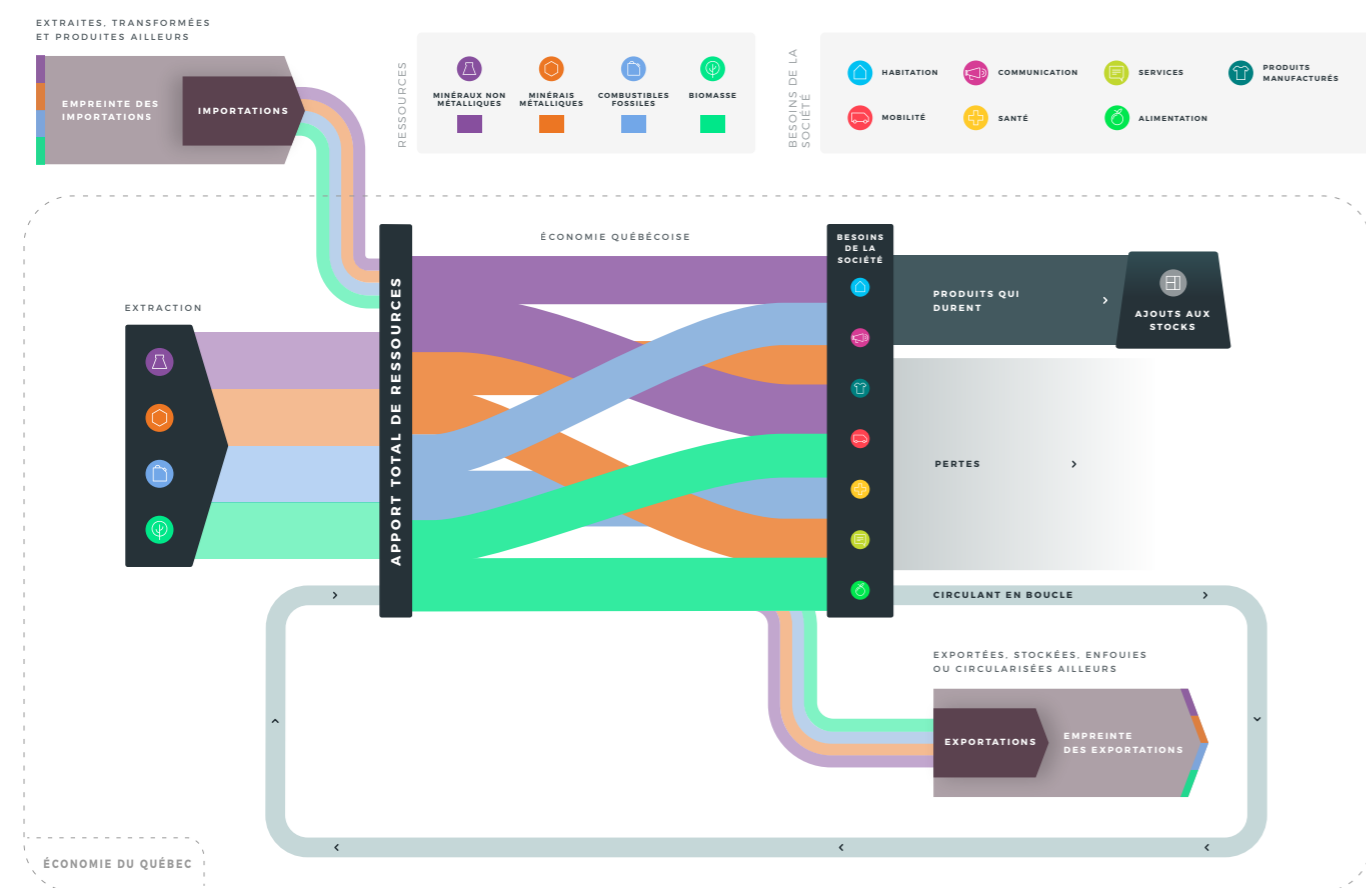 EXTRAITES, TRANSFORMÉES
ET PRODUITES AILLEURS
EMPREINTE DES
IMPORTATIONS
IMPORTATIONS
RESSOURCES
MINÉRAUX NON
MÉTALLIQUES
MINÉRAIS
MÉTALLIQUES
COMBUSTIBLES
FOSSILES
BIOMASSE
BESOINS DE LA
SOCIÉTÉ
HABITATION
COMMUNICATION
SERVICES
PRODUITS
MANUFACTURÉS
MOBILITÉ
SANTÉ
ALIMENTATION
EXTRACTION
APPORT TOTAL DE RESSOURCES
ÉCONOMIE QUÉBÉCOISE
BESOINS
DE LA
SOCIÉTÉ
PRODUITS QUI
DURENT
AJOUTS AUX
STOCKS
PERTES
CIRCULANT EN BOUCLE
EXPORTÉES, STOCKÉES, ENFOUIES
OU CIRCULARISÉES AILLEURS
EXPORTATIONS
EMPREINTE
DES EXPORTATIONS
ÉCONOMIE DU QUÉBEC